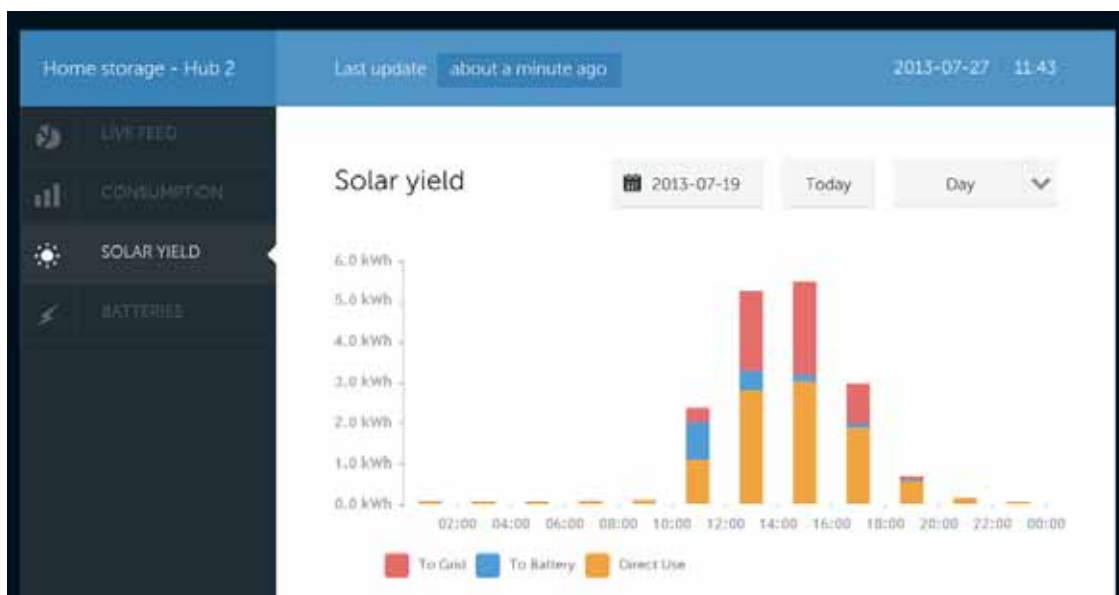 Home storage - Hub 2
Last update about a minute ago
2013-07-27 11:43
LIVE FEED
CONSUMPTION
SOLAR YIELD
BATTERIES
Solar yield
2013-07-19
Today
Day
6.0 kWh
5.0 kWh
4.0 kWh
3.0 kWh
2.0 kWh
1.0 kWh
0.0 kWh
02:00 04:00 06:00 08:00 10:00 12:00 14:00 16:00 18:00 20:00 22:00 00:00
To Grid To Battery Direct Use